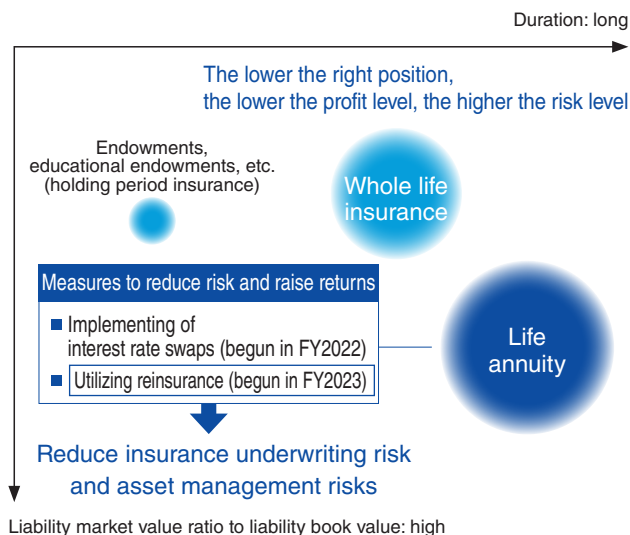 Duration: long
The lower the right position,
the lower the profit level, the higher the risk level
Endowments,
educational endowments, etc.
(holding period insurance)
Whole life
insurance
Measures to reduce risk and raise returns
■ Implementing of
interest rate swaps (begun in FY2022)
■ Utilizing reinsurance (begun in FY2023)
Life
annuity
Reduce insurance underwriting risk
and asset management risks
Liability market value ratio to liability book value: high